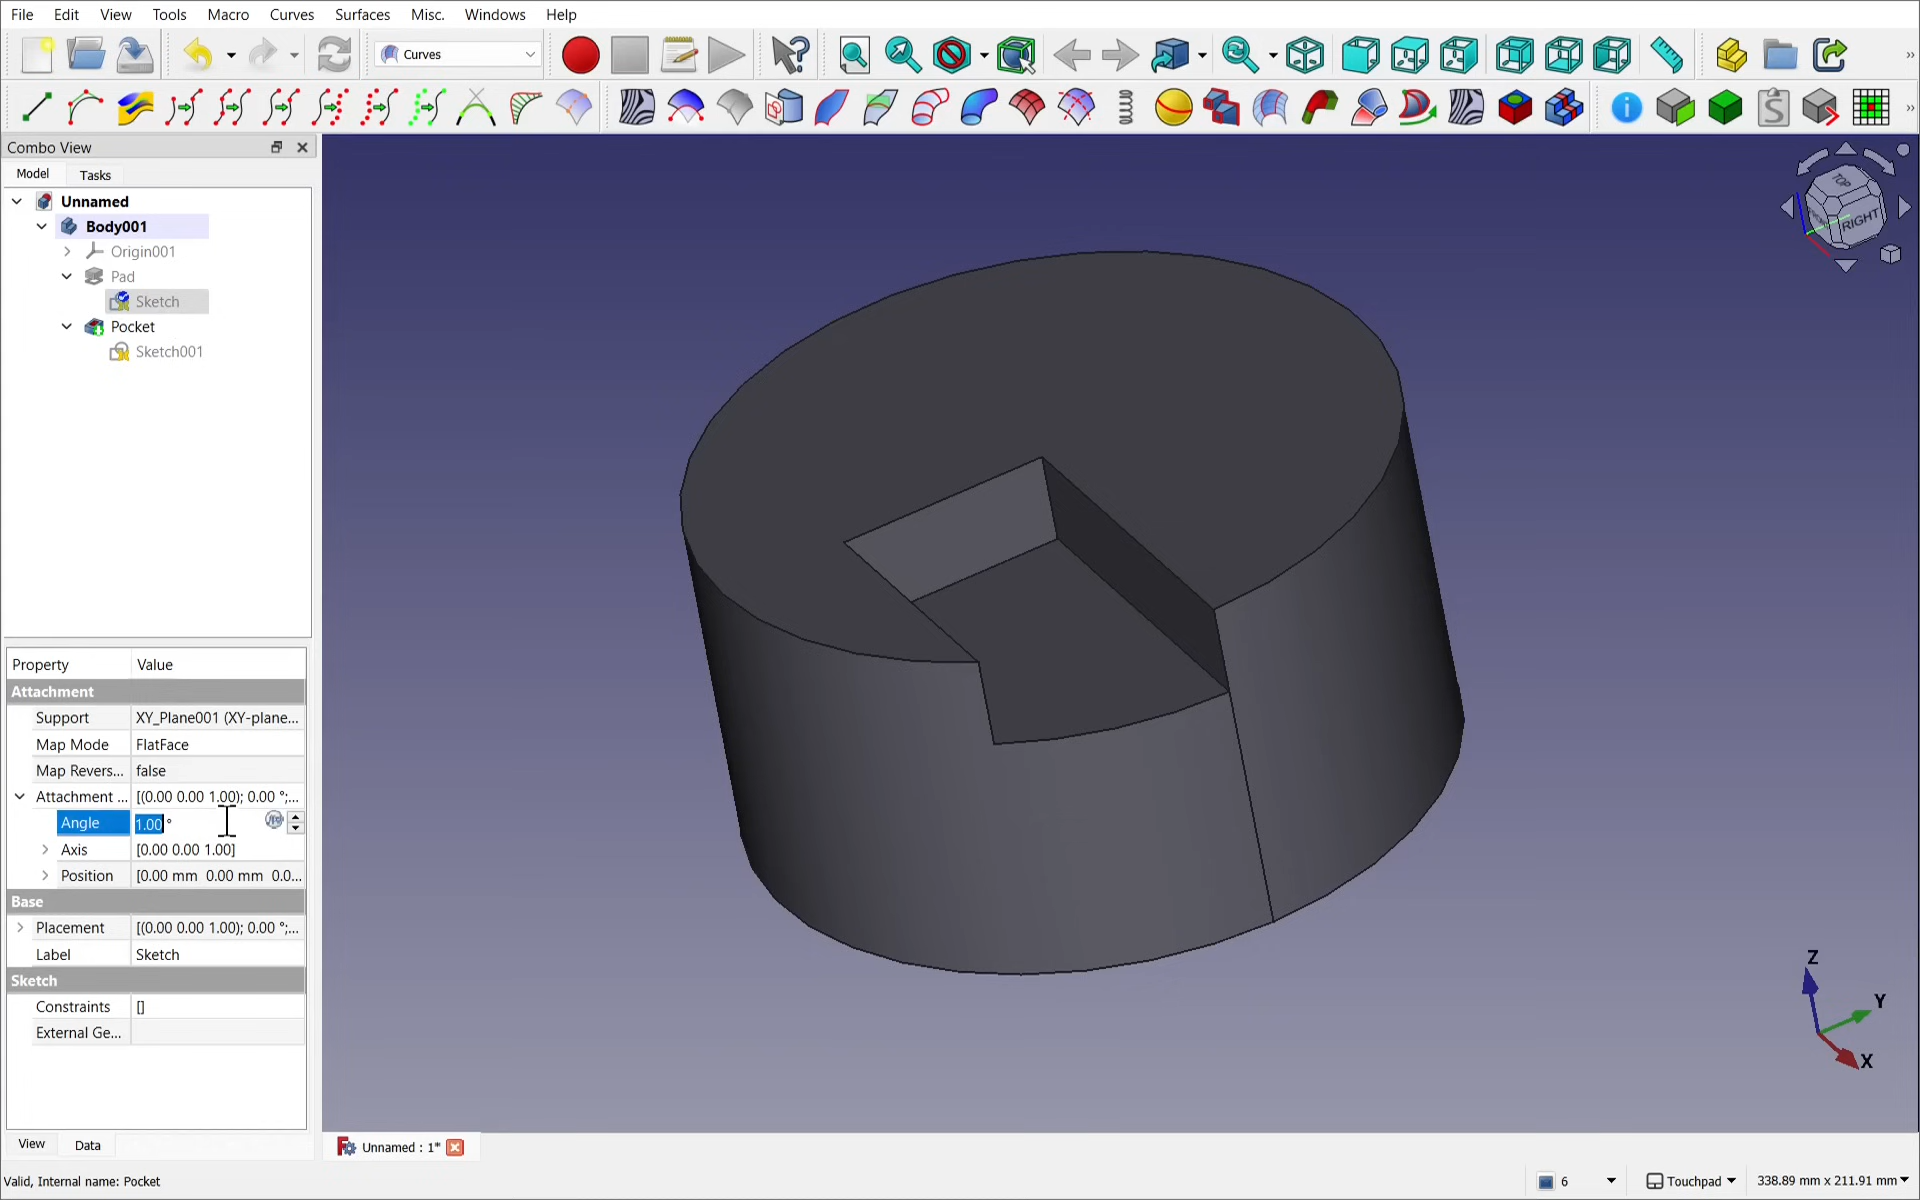 File Edit View Tools Macro Curves Surfaces Misc. Windows Help
Curves
Combo View
Model Tasks
Unnamed
Body001
Origin001
Pad
Sketch
Pocket
Sketch001
TOP
RIGHT
Property Value
Attachment
Support XY_Plane001 (XY-plane...
Map Mode FlatFace
Map Revers... false
Attachment ... [(0.00 0.00 1.00); 0.00 °;...
Angle 1.00 °
Axis [0.00 0.00 1.00]
Position [0.00 mm 0.00 mm 0.0...
Base
Placement [(0.00 0.00 1.00); 0.00 °;...
Label Sketch
Sketch
Constraints []
External Ge...
Z
Y
X
View Data
Unnamed : 1*
Valid, Internal name: Pocket
6 Touchpad 338.89 mm x 211.91 mm